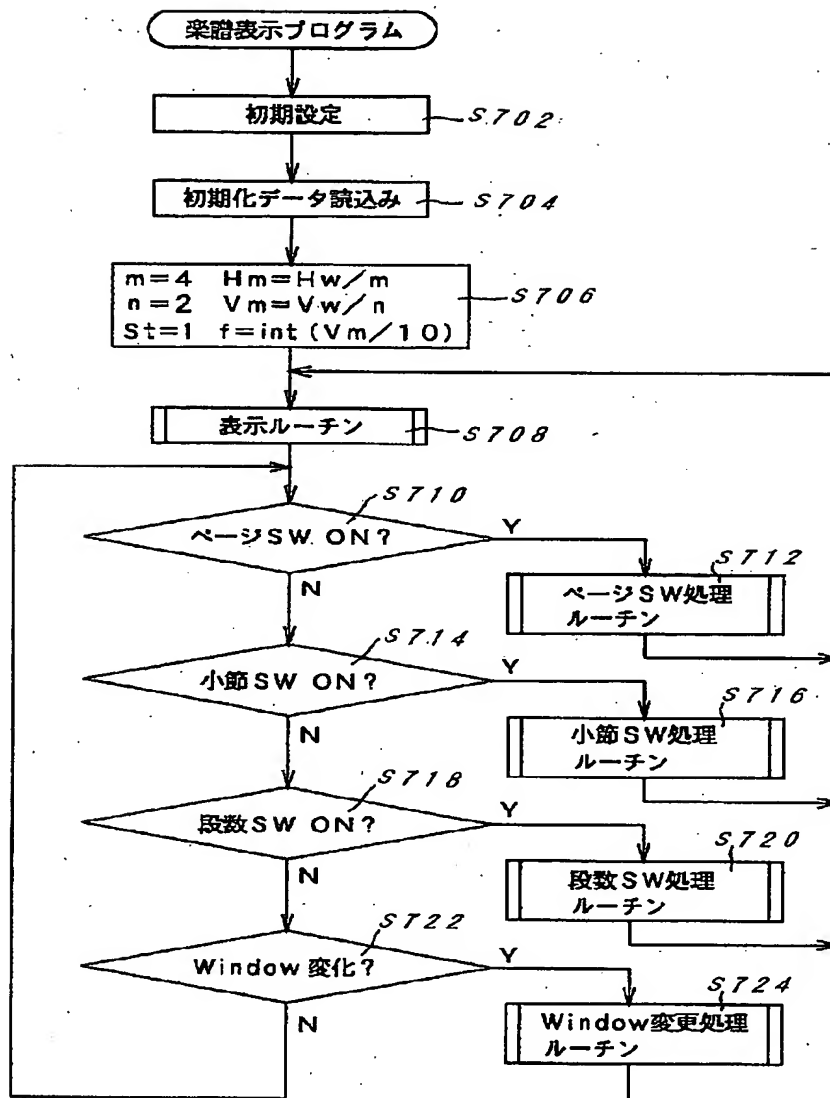 楽譜表示プログラム
初期設定
S702
初期化データ読込み
S704
m=4 Hm=Hw/m
n=2 Vm=Vw/n
St=1 f=int(Vm/10)
S706
表示ルーチン
S708
S710
ページSW ON?
Y
N
S712
ページSW処理
ルーチン
S714
小節SW ON?
Y
N
S716
小節SW処理
ルーチン
S718
段数SW ON?
Y
N
S720
段数SW処理
ルーチン
S722
Window変化?
Y
N
S724
Window変更処理
ルーチン